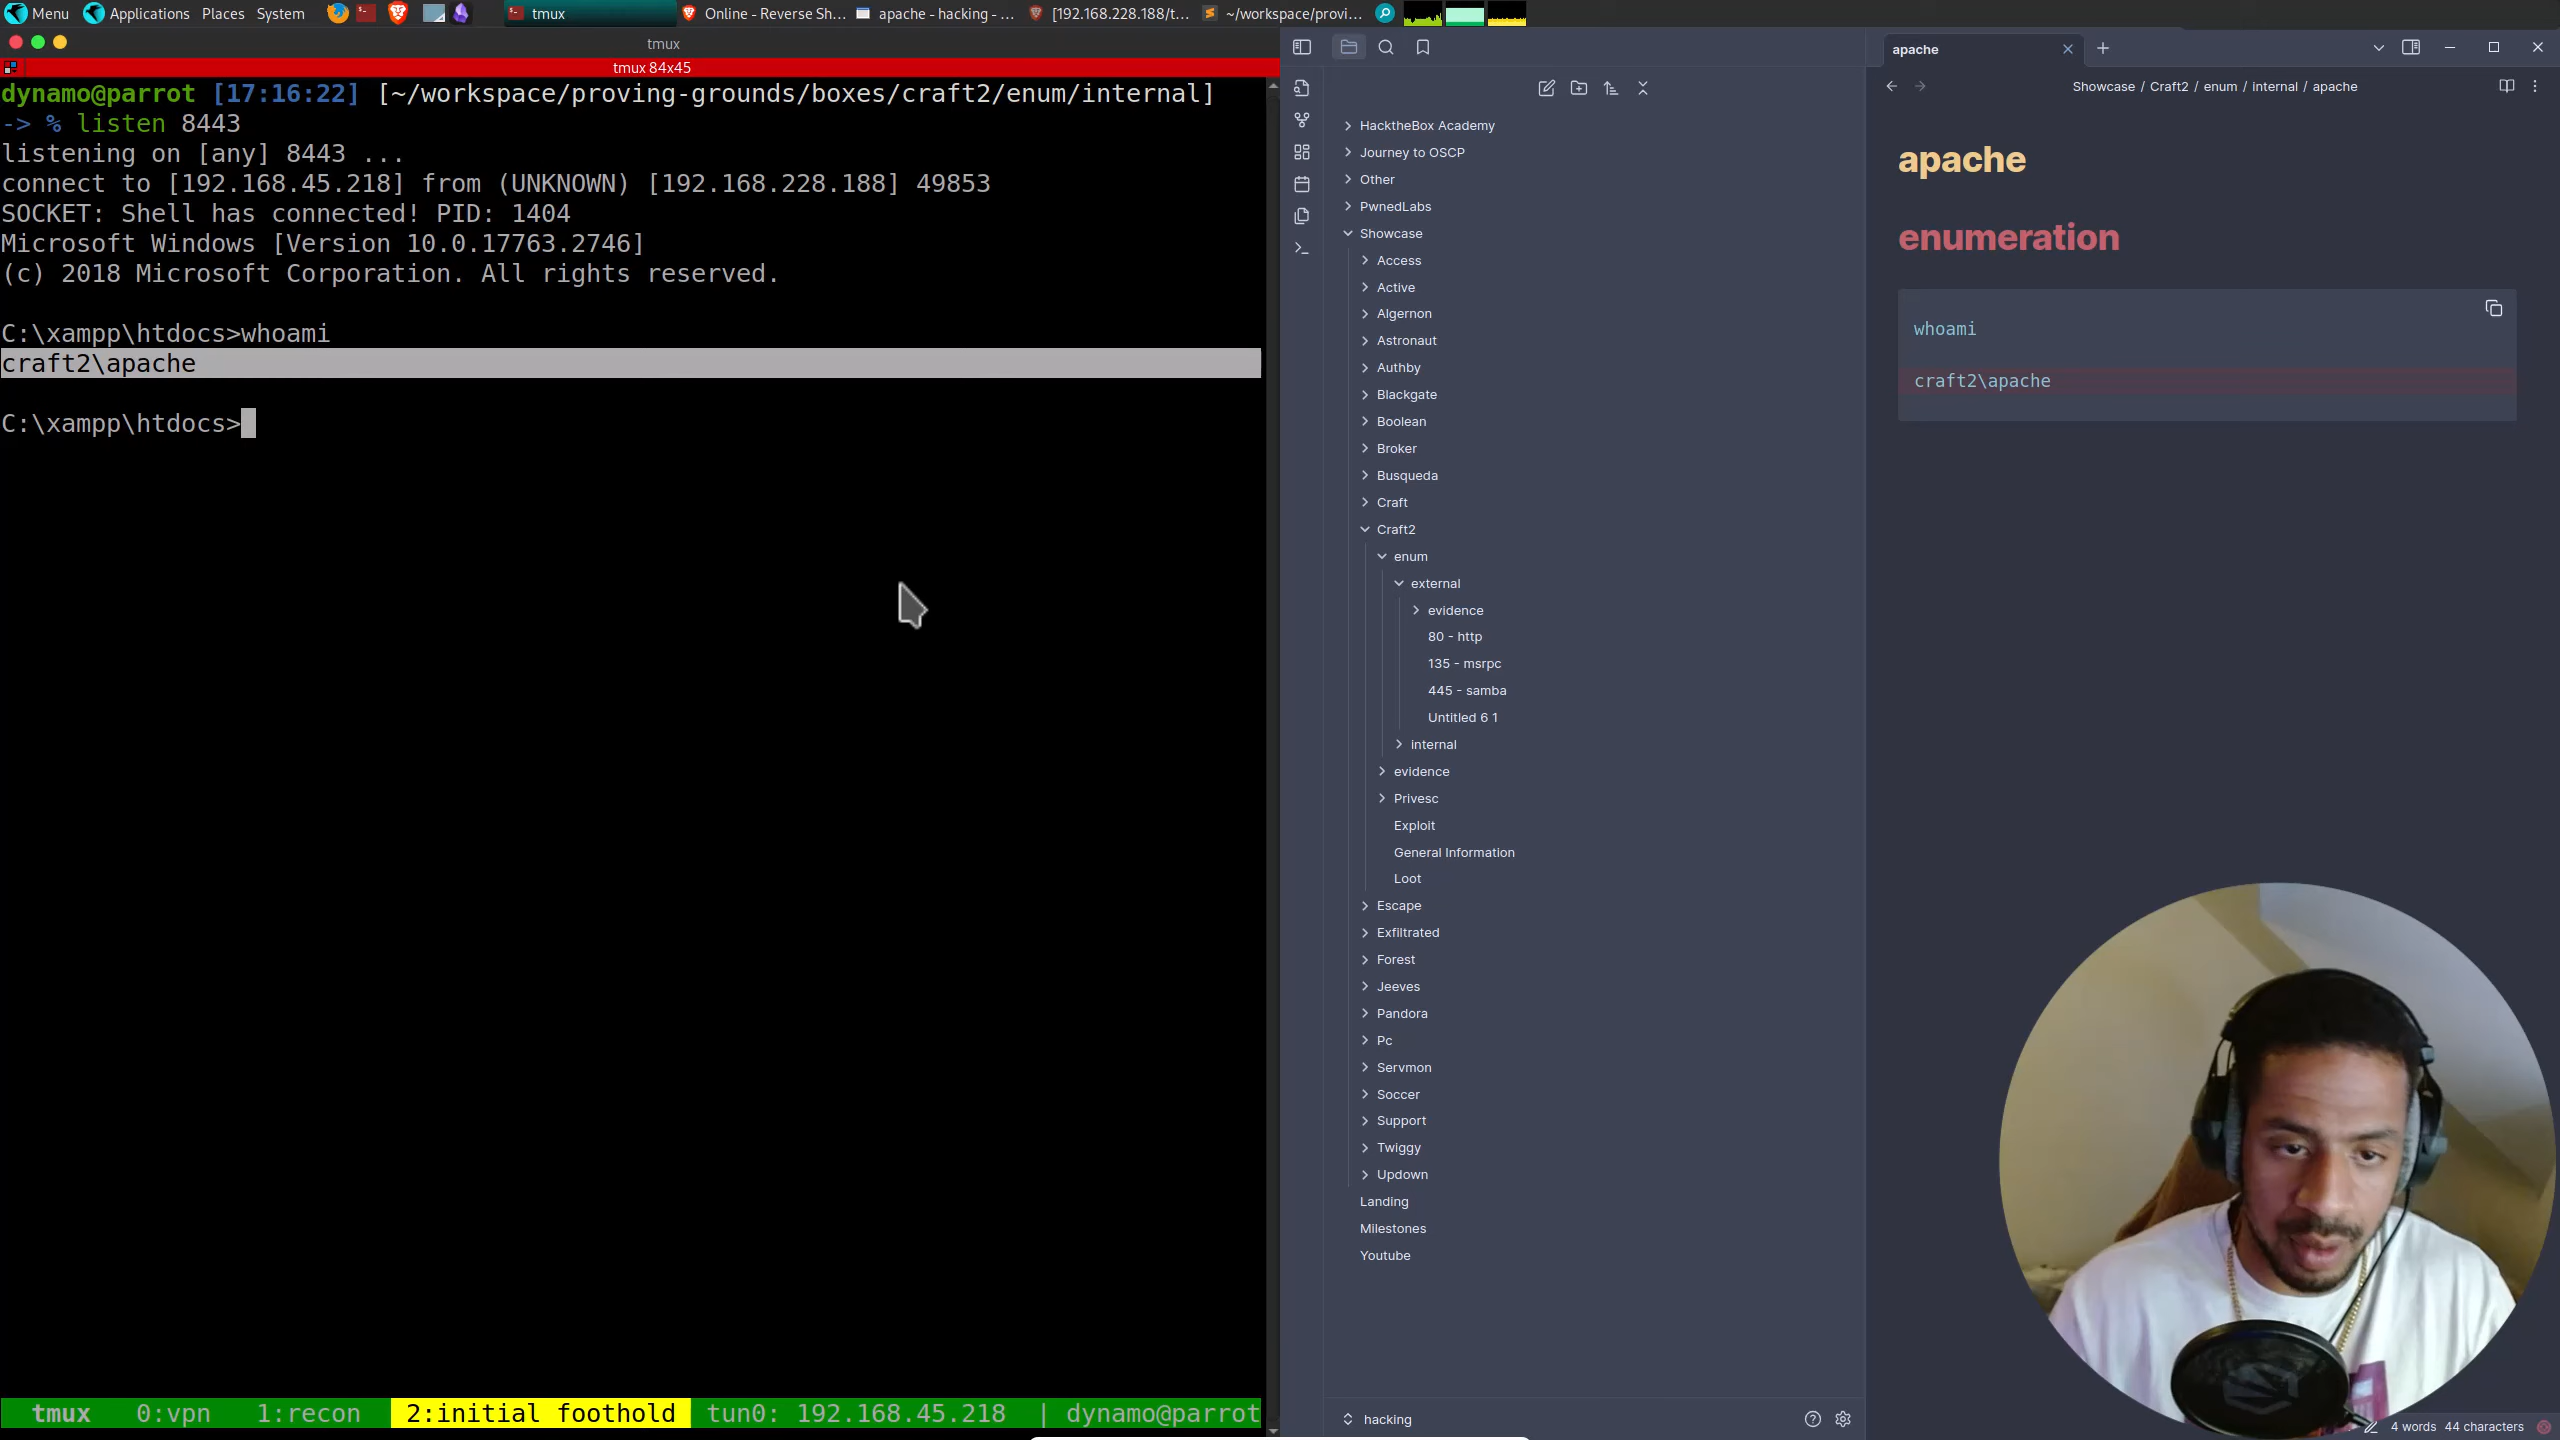 Menu Applications Places System tmux Online - Reverse Sh... apache - hacking - ... [192.168.228.188/t... ~/workspace/provi...
tmux
tmux 84x45
dynamo@parrot [17:16:22] [~/workspace/proving-grounds/boxes/craft2/enum/internal]
-> % listen 8443
listening on [any] 8443 ...
connect to [192.168.45.218] from (UNKNOWN) [192.168.228.188] 49853
SOCKET: Shell has connected! PID: 1404
Microsoft Windows [Version 10.0.17763.2746]
(c) 2018 Microsoft Corporation. All rights reserved.
C:\xampp\htdocs>whoami
craft2\apache
C:\xampp\htdocs>
tmux 0:vpn 1:recon 2:initial foothold tun0: 192.168.45.218 | dynamo@parrot
HacktheBox Academy
Journey to OSCP
Other
PwnedLabs
Showcase
Access
Active
Algernon
Astronaut
Authby
Blackgate
Boolean
Broker
Busqueda
Craft
Craft2
enum
external
evidence
80 - http
135 - msrpc
445 - samba
Untitled 6 1
internal
evidence
Privesc
Exploit
General Information
Loot
Escape
Exfiltrated
Forest
Jeeves
Pandora
Pc
Servmon
Soccer
Support
Twiggy
Updown
Landing
Milestones
Youtube
hacking
apache
Showcase / Craft2 / enum / internal / apache
apache
enumeration
whoami
craft2\apache
4 words 44 characters